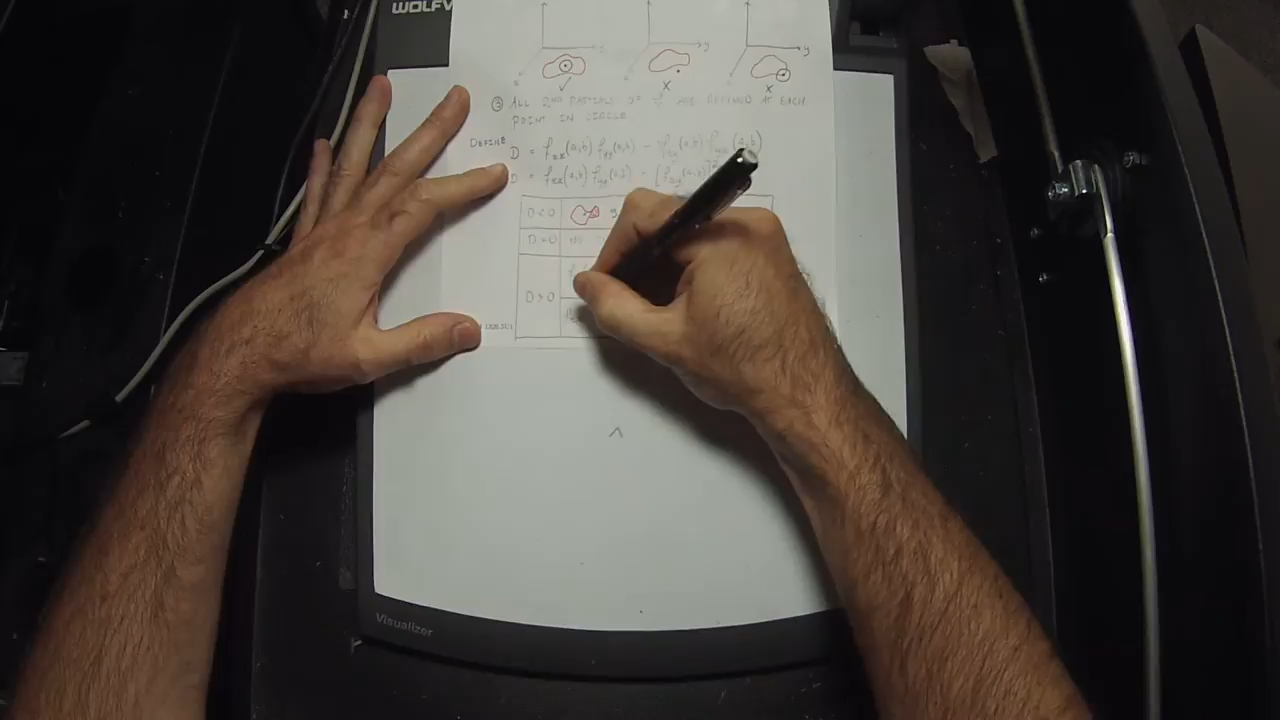 WOLFV
y
y
x
✓ X X
③ ALL 2ND PARTIALS OF f ARE DEFINED AT EACH
POINT IN CIRCLE
DEFINE
D = fxx(a,b) fyy(a,b) - fxy(a,b) fyx(a,b)
D = fxx(a,b) fyy(a,b) - [fxy(a,b)]²
D < 0
D = 0 NO
D > 0
Visualizer